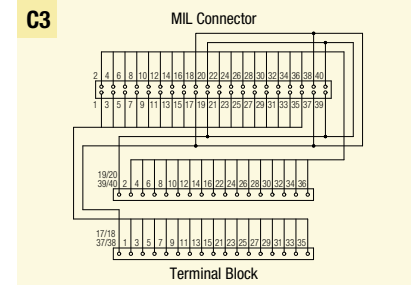 C3
MIL Connector
2 4 6 8 10 12 14 16 18 20 22 24 26 28 30 32 34 36 38 40
1 3 5 7 9 11 13 15 17 19 21 23 25 27 29 31 33 35 37 39
19/20
39/40 2 4 6 8 10 12 14 16 22 24 26 28 30 32 34 36
17/18
37/38 1 3 5 7 9 11 13 15 21 23 25 27 29 31 33 35
Terminal Block